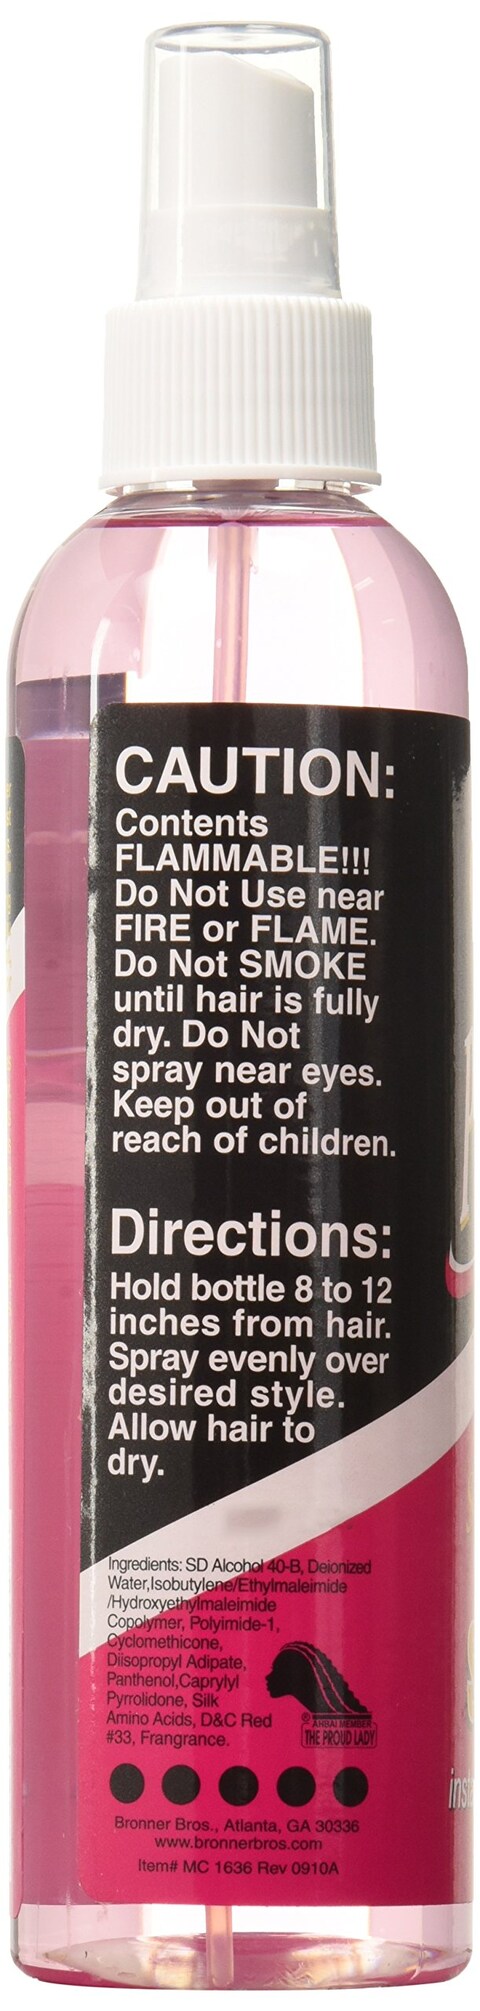 CAUTION:
Contents
FLAMMABLE!!!
Do Not Use near
FIRE or FLAME.
Do Not SMOKE
until hair is fully
dry. Do Not
spray near eyes.
Keep out of
reach of children.
Directions:
Hold bottle 8 to 12
inches from hair.
Spray evenly over
desired style.
Allow hair to
dry.
Ingredients: SD Alcohol 40-B, Deionized
Water,Isobutylene/Ethylmaleimide
/Hydroxyethylmaleimide
Copolymer, Polyimide-1,
Cyclomethicone,
Diisopropyl Adipate,
Panthenol,Caprylyl
Pyrrolidone, Silk
Amino Acids, D&C Red
#33, Frangrance.
® AHBAI MEMBER
THE PROUD LADY
Bronner Bros., Atlanta, GA 30336
www.bronnerbros.com
Item# MC 1636 Rev 0910A